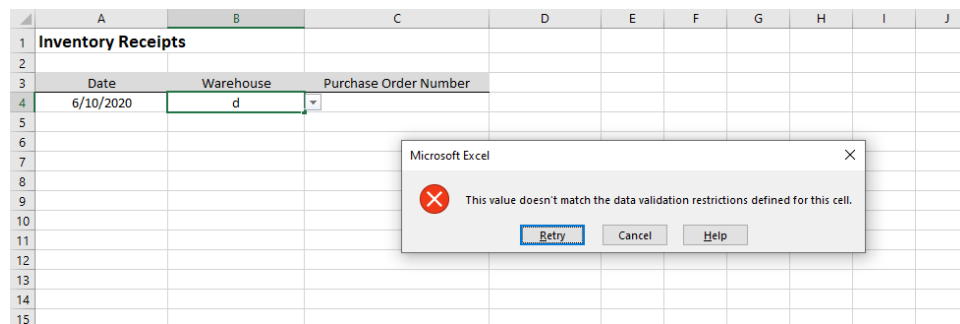 A B C D E F G H I J
1 Inventory Receipts
2
3 Date Warehouse Purchase Order Number
4 6/10/2020 d
5
6
7 Microsoft Excel
8
9 This value doesn't match the data validation restrictions defined for this cell.
10
11 Retry Cancel Help
12
13
14
15